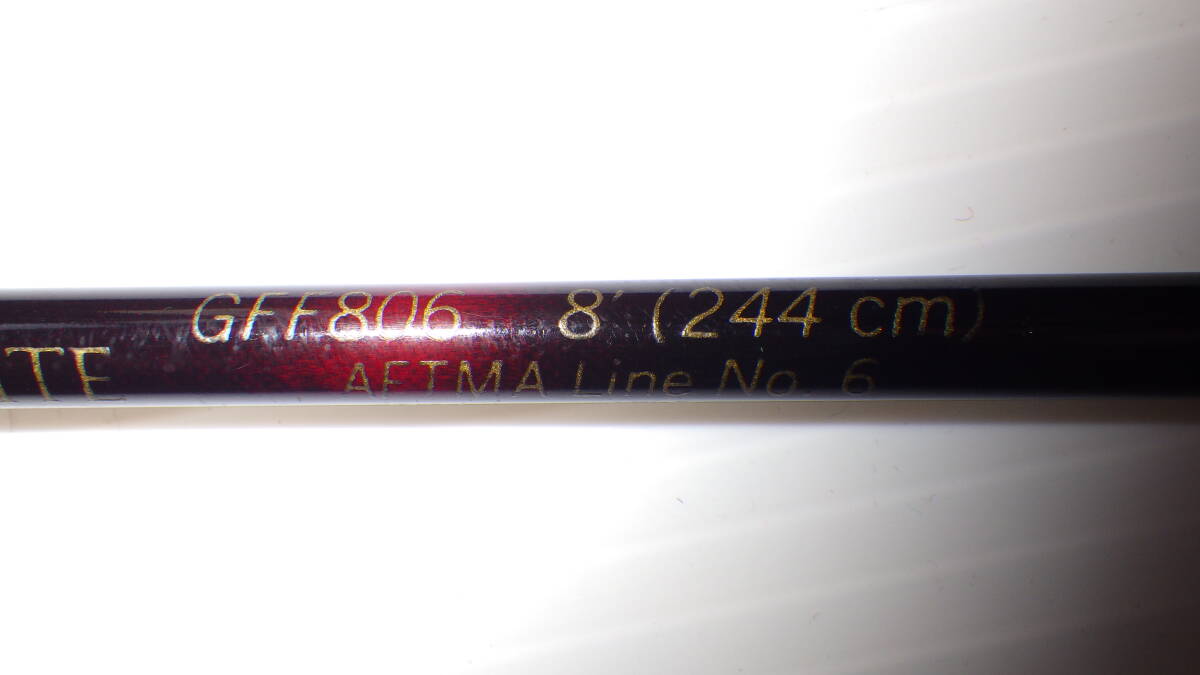 GFF806 8' (244 cm)
AFTMA Line No. 6